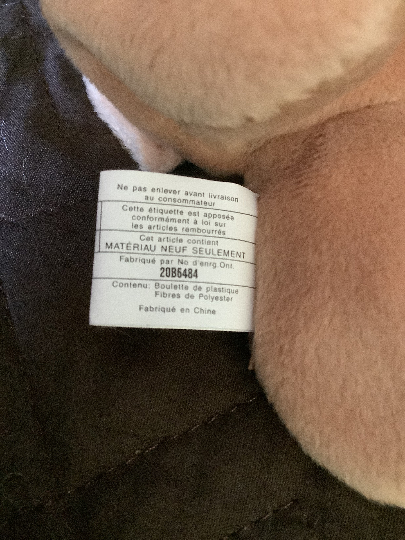 Ne pas enlever avant livraison
au consommateur
Cette étiquette est apposée
conformément à loi sur
les articles rembourrés
Cet article contient
MATÉRIAU NEUF SEULEMENT
Fabriqué par No d'enrg.Ont.
20B6484
Contenu: Boulette de plastique
Fibres de Polyester
Fabriqué en Chine